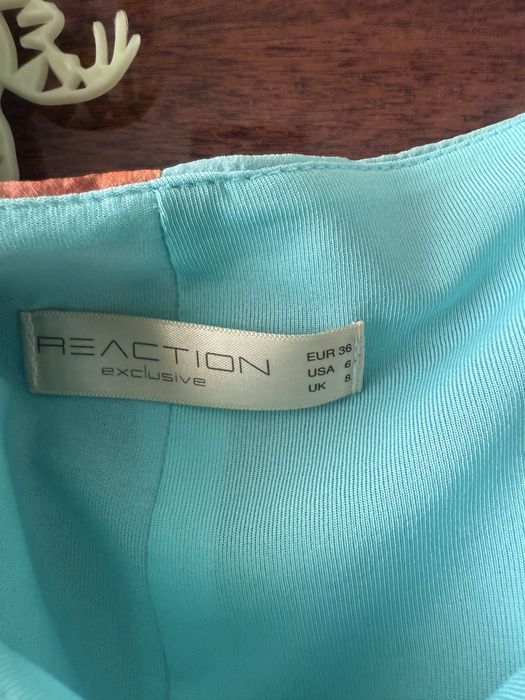 REACTION
exclusive
EUR 36
USA 6
UK 8